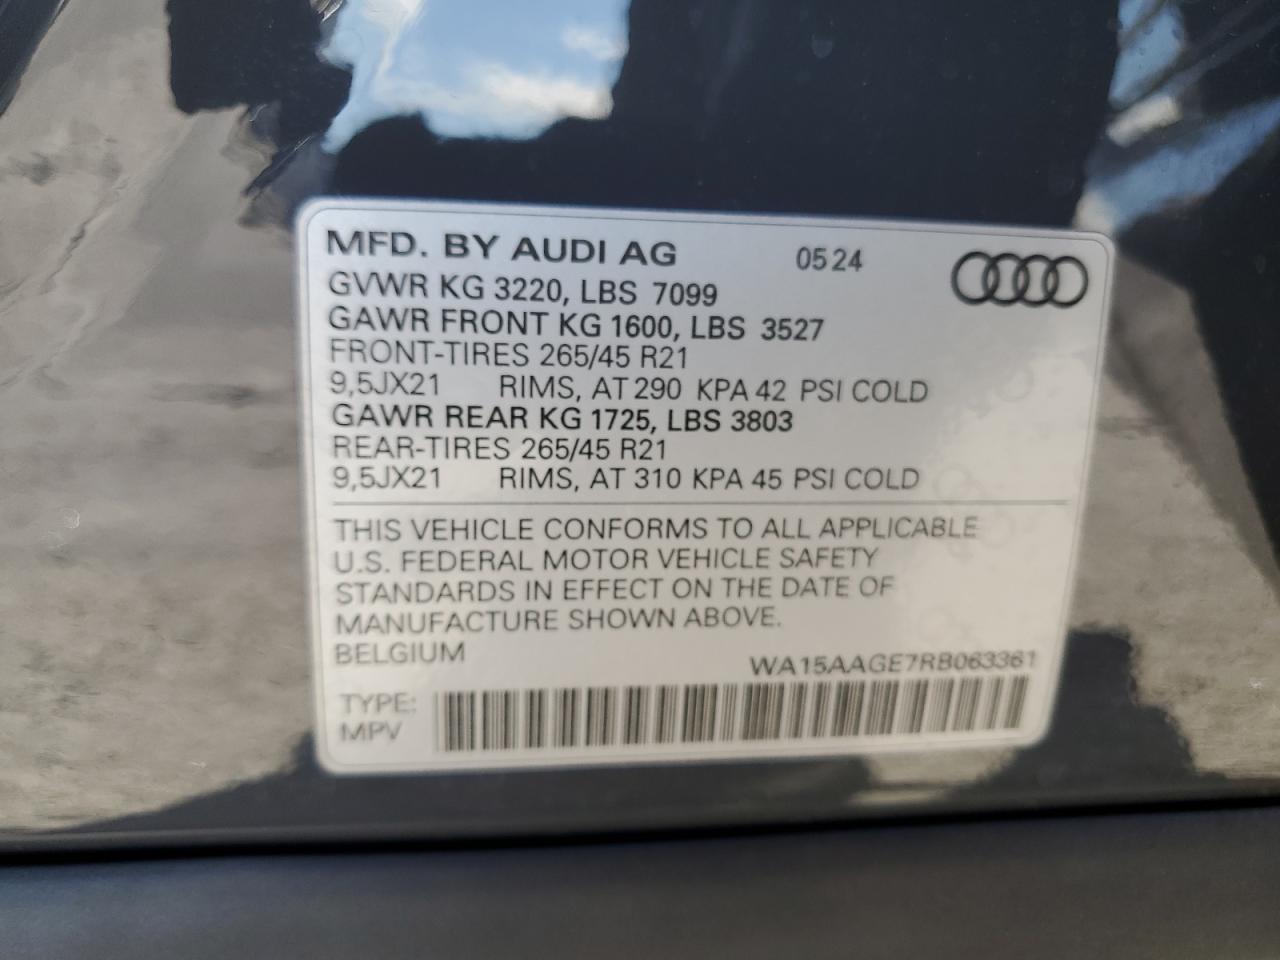 MFD. BY AUDI AG 0524
GVWR KG 3220, LBS 7099
GAWR FRONT KG 1600, LBS 3527
FRONT-TIRES 265/45 R21
9,5JX21 RIMS, AT 290 KPA 42 PSI COLD
GAWR REAR KG 1725, LBS 3803
REAR-TIRES 265/45 R21
9,5JX21 RIMS, AT 310 KPA 45 PSI COLD
THIS VEHICLE CONFORMS TO ALL APPLICABLE
U.S. FEDERAL MOTOR VEHICLE SAFETY
STANDARDS IN EFFECT ON THE DATE OF
MANUFACTURE SHOWN ABOVE.
BELGIUM
WA15AAGE7RB063361
TYPE:
MPV